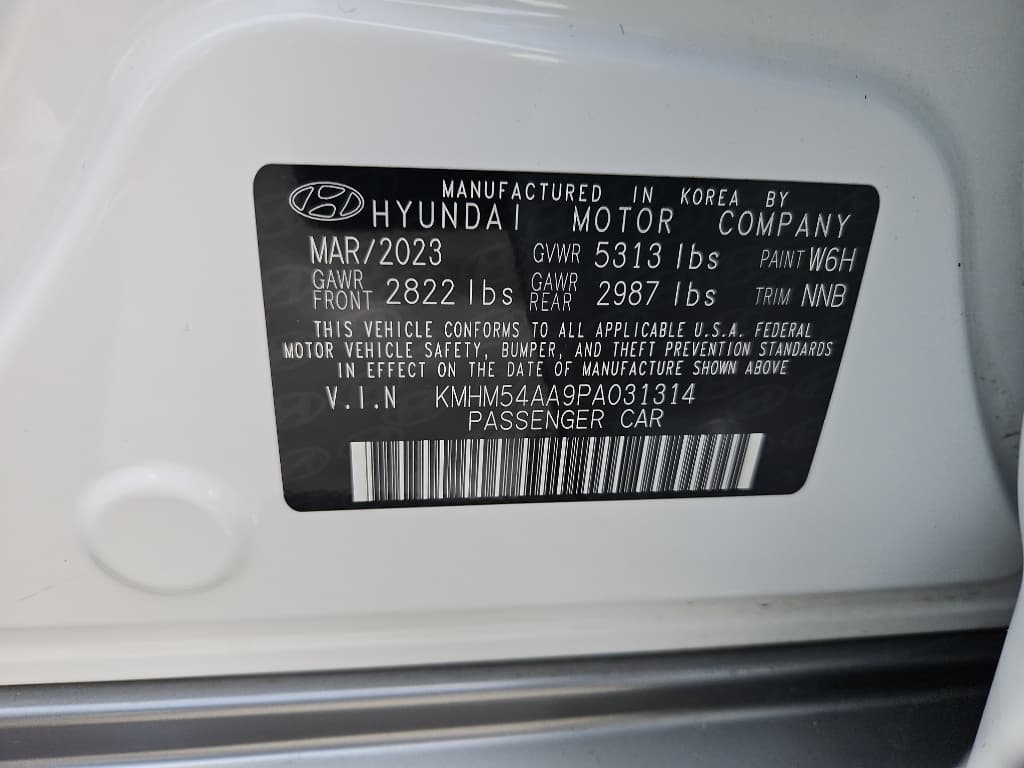 MANUFACTURED IN KOREA BY
HYUNDAI MOTOR COMPANY
MAR/2023 GVWR 5313 lbs PAINT W6H
GAWR FRONT 2822 lbs GAWR REAR 2987 lbs TRIM NNB
THIS VEHICLE CONFORMS TO ALL APPLICABLE U.S.A. FEDERAL
MOTOR VEHICLE SAFETY, BUMPER, AND THEFT PREVENTION STANDARDS
IN EFFECT ON THE DATE OF MANUFACTURE SHOWN ABOVE
V.I.N KMHM54AA9PA031314
PASSENGER CAR